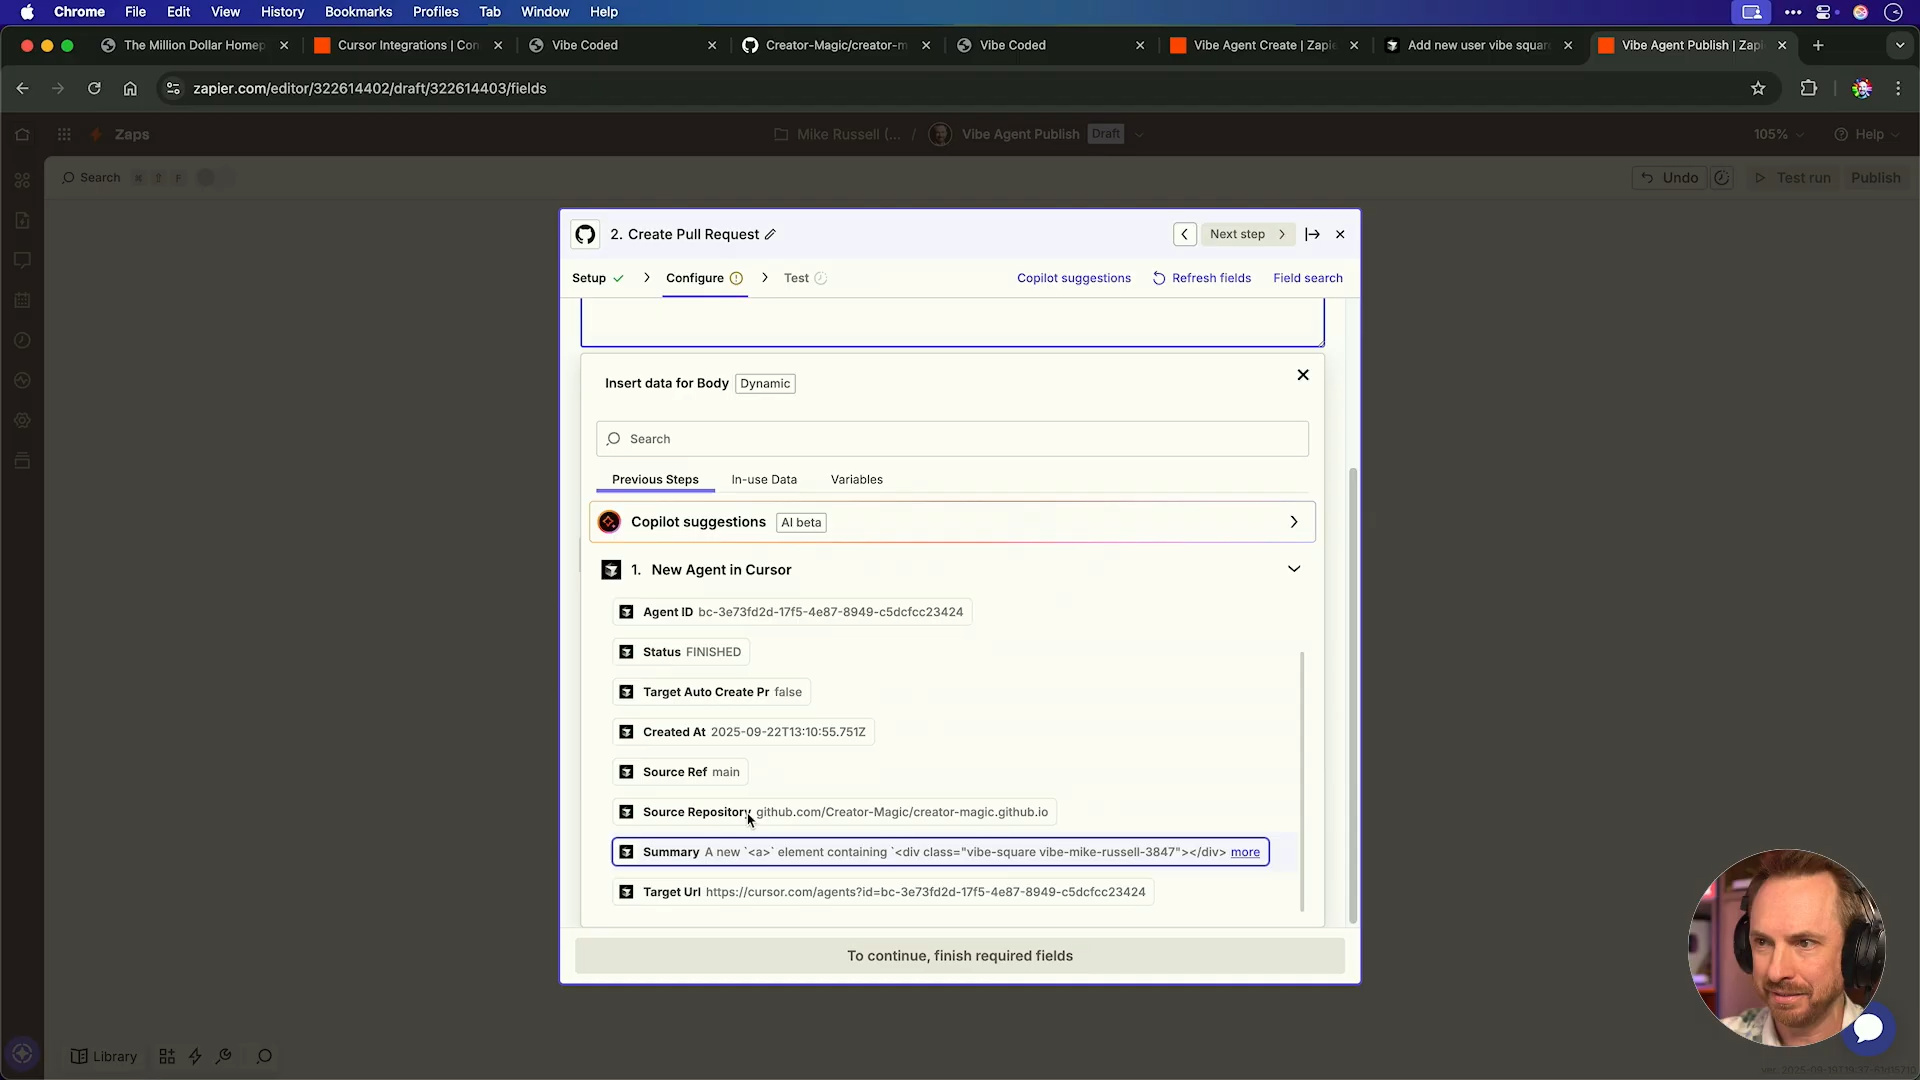 Chrome File Edit View History Bookmarks Profiles Tab Window Help
The Million Dollar Homep
Cursor Integrations | Con
Vibe Coded
Creator-Magic/creator-m
Vibe Coded
Vibe Agent Create | Zapie
Add new user vibe squar
Vibe Agent Publish | Zapi
zapier.com/editor/322614402/draft/322614403/fields
Zaps
Mike Russell (... / Vibe Agent Publish Draft
105% Help
Search ⌘ ⇧ F
Undo Test run Publish
2. Create Pull Request
Next step
Setup Configure Test
Copilot suggestions Refresh fields Field search
Insert data for Body Dynamic
Search
Previous Steps In-use Data Variables
Copilot suggestions AI beta
1. New Agent in Cursor
Agent ID bc-3e73fd2d-17f5-4e87-8949-c5dcfcc23424
Status FINISHED
Target Auto Create Pr false
Created At 2025-09-22T13:10:55.751Z
Source Ref main
Source Repository github.com/Creator-Magic/creator-magic.github.io
Summary A new `<a>` element containing `<div class="vibe-square vibe-mike-russell-3847"></div> more
Target Url https://cursor.com/agents?id=bc-3e73fd2d-17f5-4e87-8949-c5dcfcc23424
To continue, finish required fields
Library